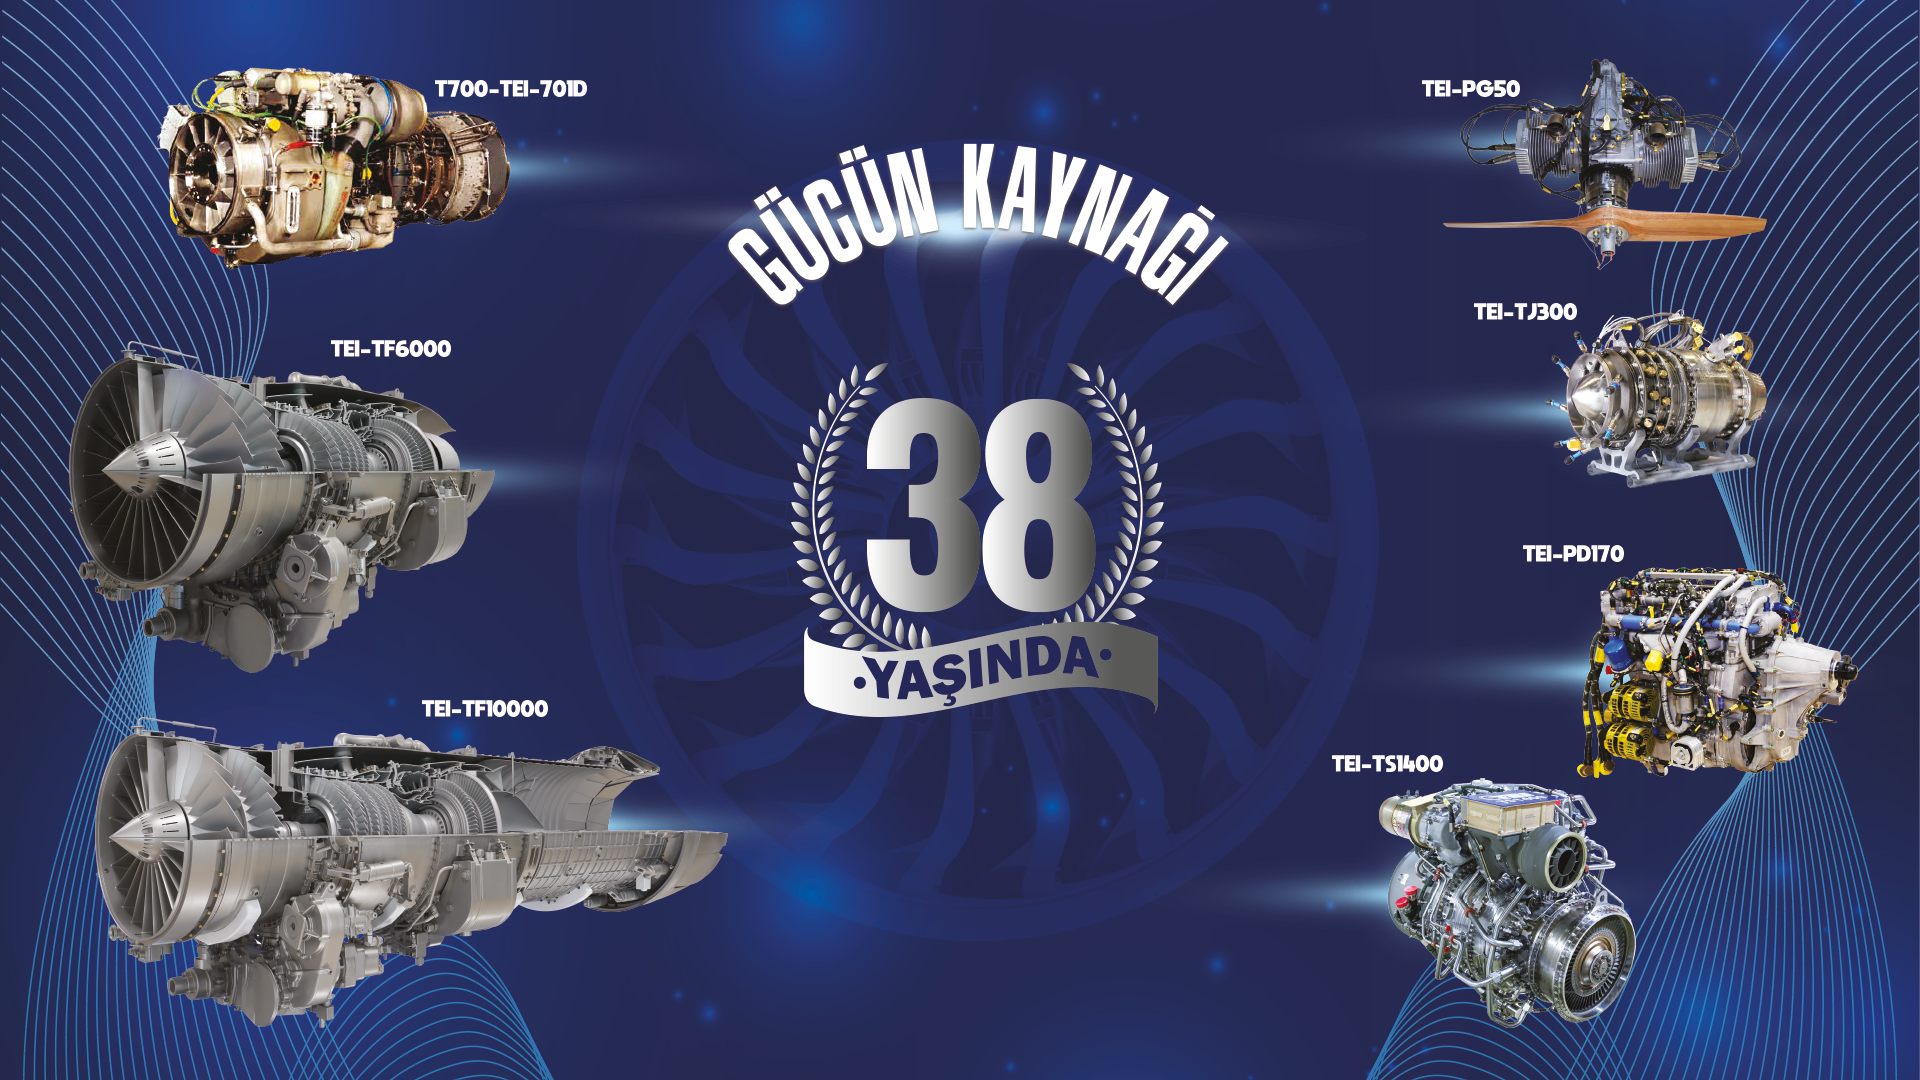 T700-TEI-701D
TEI-PG50
GÜCÜN KAYNAĞI
TEI-TJ300
TEI-TF6000
38
TEI-PD170
•YAŞINDA•
TEI-TF10000
TEI-TS1400